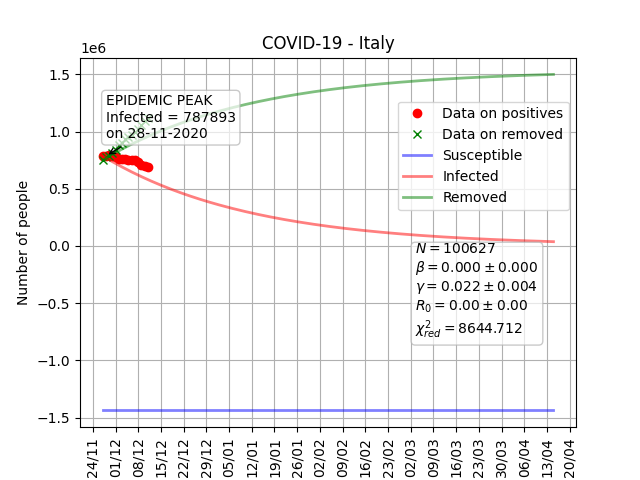 COVID-19 - Italy
1e6
1.5
1.0
0.5
0.0
−0.5
−1.0
−1.5
Number of people
EPIDEMIC PEAK
Infected = 787893
on 28-11-2020
Data on positives
Data on removed
Susceptible
Infected
Removed
N = 100627
β = 0.000 ± 0.000
γ = 0.022 ± 0.004
R₀ = 0.00 ± 0.00
χ²red = 8644.712
24/11
01/12
08/12
15/12
22/12
29/12
05/01
12/01
19/01
26/01
02/02
09/02
16/02
23/02
02/03
09/03
16/03
23/03
30/03
06/04
13/04
20/04